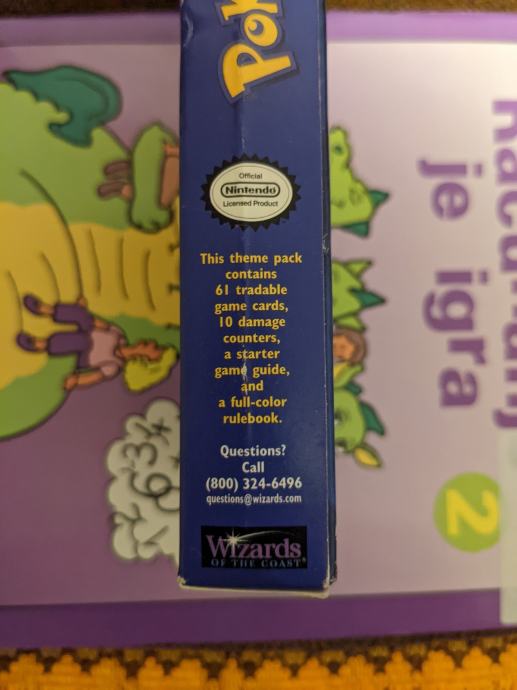 Pok
Official
Nintendo
Licensed Product
This theme pack
contains
61 tradable
game cards,
10 damage
counters,
a starter
game guide,
and
a full-color
rulebook.
Questions?
Call
(800) 324-6496
questions@wizards.com
Wizards
OF THE COAST®
je igra
2